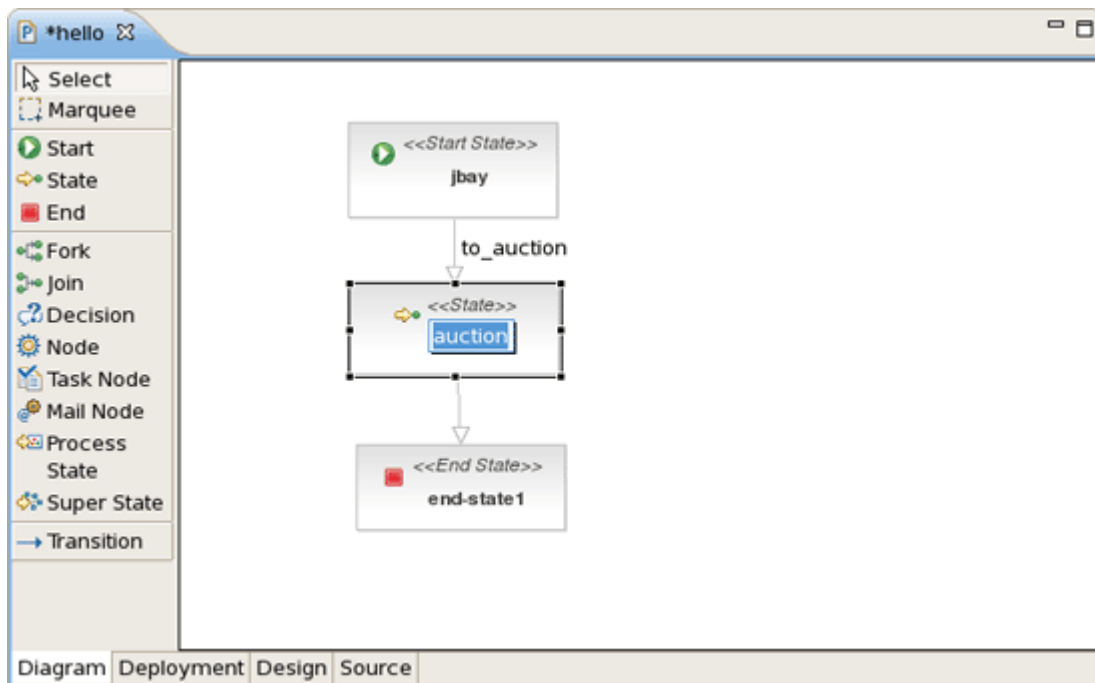 *hello
Select
Marquee
Start
State
End
Fork
Join
Decision
Node
Task Node
Mail Node
Process
State
Super State
Transition
<<Start State>>
jbay
to_auction
<<State>>
auction
<<End State>>
end-state1
Diagram Deployment Design Source